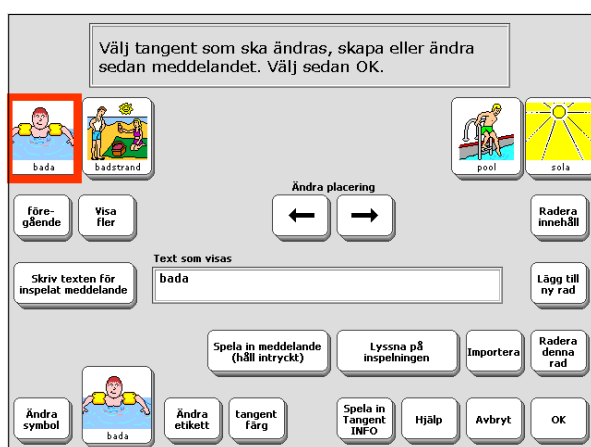 Välj tangent som ska ändras, skapa eller ändra
sedan meddelandet. Välj sedan OK.
bada
badstrand
pool
sola
Ändra placering
före-
gående
Visa
fler
Radera
innehåll
Text som visas
Skriv texten för
inspelat meddelande
bada
Lägg till
ny rad
Spela in meddelande
(håll intryckt)
Lyssna på
inspelningen
Importera
Radera
denna
rad
Ändra
symbol
bada
Ändra
etikett
tangent
färg
Spela in
Tangent
INFO
Hjälp
Avbryt
OK